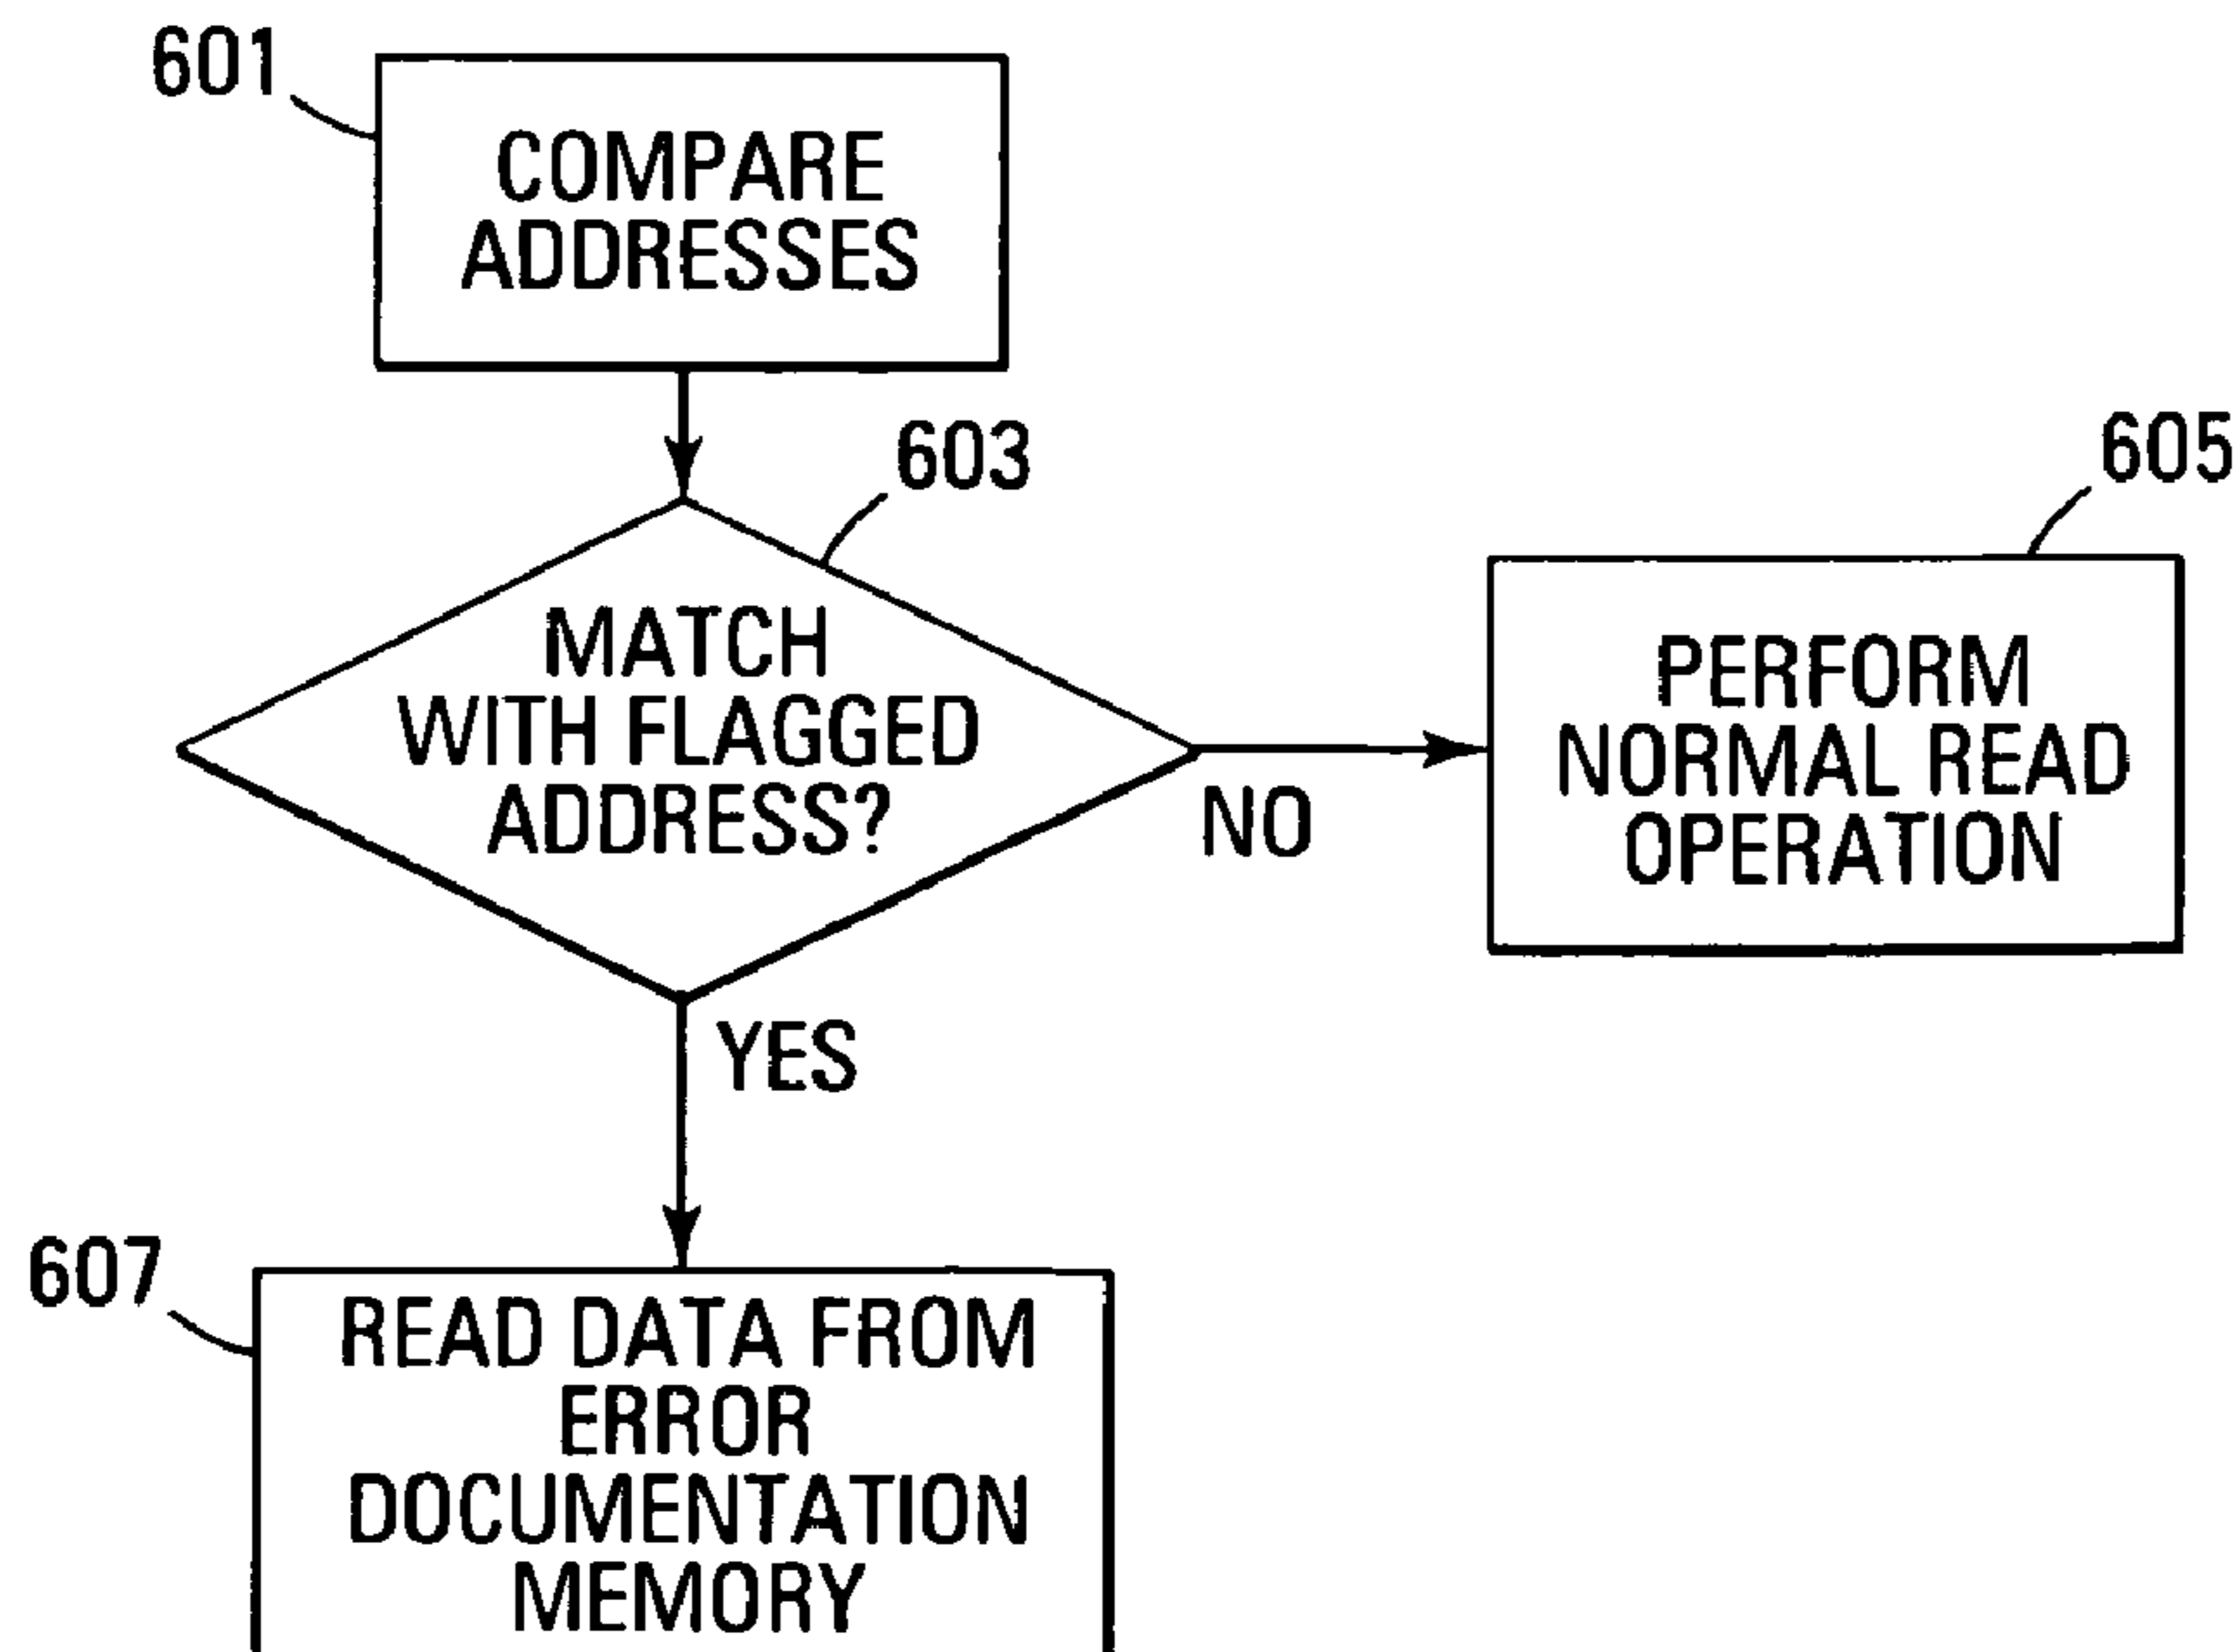 601
COMPARE
ADDRESSES
603
MATCH
WITH FLAGGED
ADDRESS?
NO
605
PERFORM
NORMAL READ
OPERATION
YES
607
READ DATA FROM
ERROR
DOCUMENTATION
MEMORY